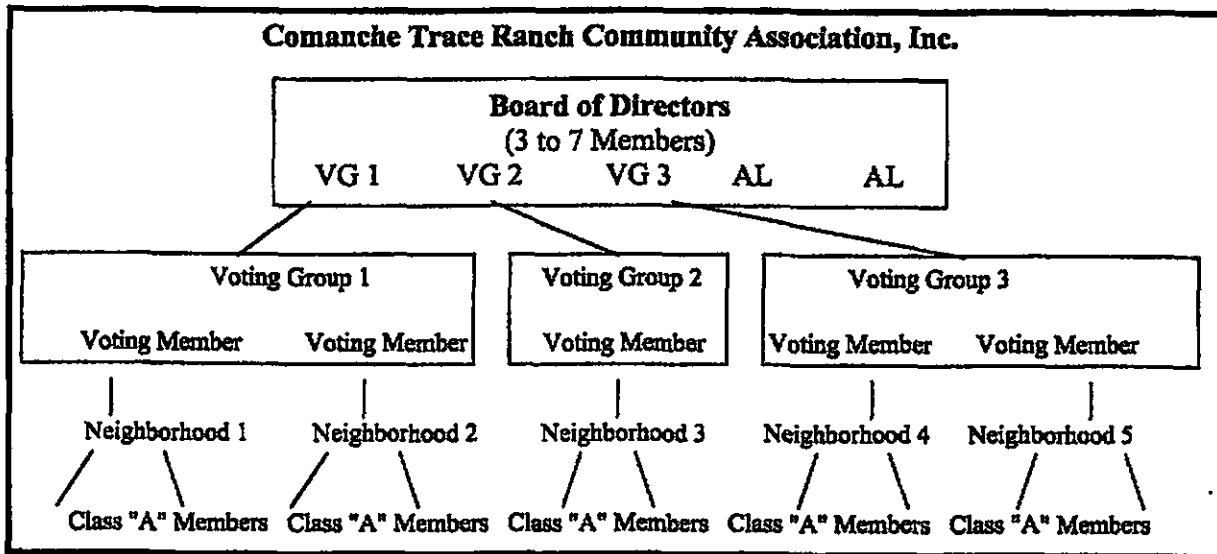 Comanche Trace Ranch Community Association, Inc.
Board of Directors
(3 to 7 Members)
VG 1 VG 2 VG 3 AL AL
Voting Group 1 Voting Group 2 Voting Group 3
Voting Member Voting Member Voting Member Voting Member Voting Member
Neighborhood 1 Neighborhood 2 Neighborhood 3 Neighborhood 4 Neighborhood 5
Class "A" Members Class "A" Members Class "A" Members Class "A" Members Class "A" Members